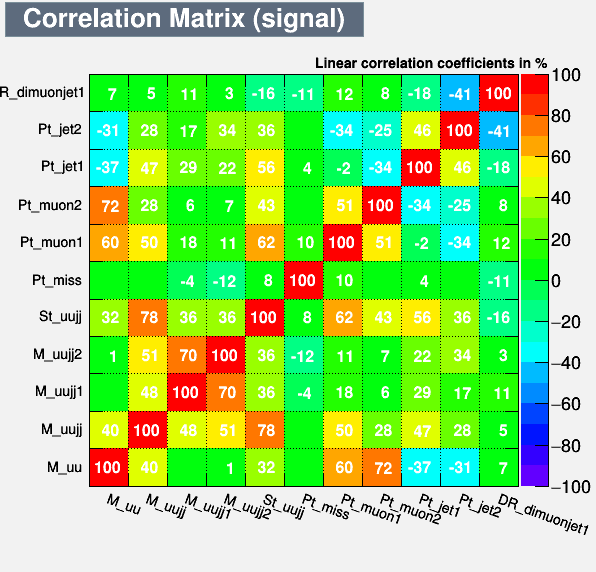 Correlation Matrix (signal)
Linear correlation coefficients in %
R_dimuonjet1 7 5 11 3 -16 -11 12 8 -18 -41 100
Pt_jet2 -31 28 17 34 36 -34 -25 46 100 -41
Pt_jet1 -37 47 29 22 56 4 -2 -34 100 46 -18
Pt_muon2 72 28 6 7 43 51 100 -34 -25 8
Pt_muon1 60 50 18 11 62 10 100 51 -2 -34 12
Pt_miss -4 -12 8 100 10 4 -11
St_uujj 32 78 36 36 100 8 62 43 56 36 -16
M_uujj2 1 51 70 100 36 -12 11 7 22 34 3
M_uujj1 48 100 70 36 -4 18 6 29 17 11
M_uujj 40 100 48 51 78 50 28 47 28 5
M_uu 100 40 1 32 60 72 -37 -31 7
M_uu M_uujj M_uujj1 M_uujj2 St_uujj Pt_miss Pt_muon1 Pt_muon2 Pt_jet1 Pt_jet2 DR_dimuonjet1
100
80
60
40
20
0
−20
−40
−60
−80
−100